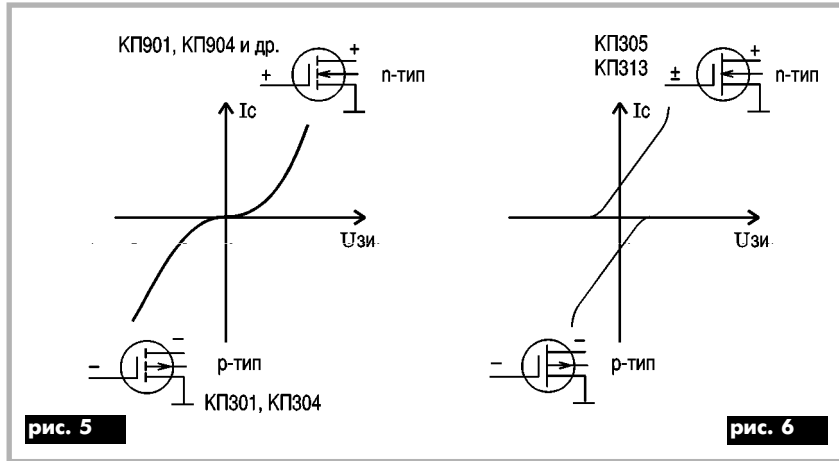 КП901, КП904 и др.
+
+
n-тип
Ic
Uзи
−
−
p-тип
КП301, КП304
рис. 5
КП305
КП313
±
+
n-тип
Ic
Uзи
−
−
p-тип
рис. 6